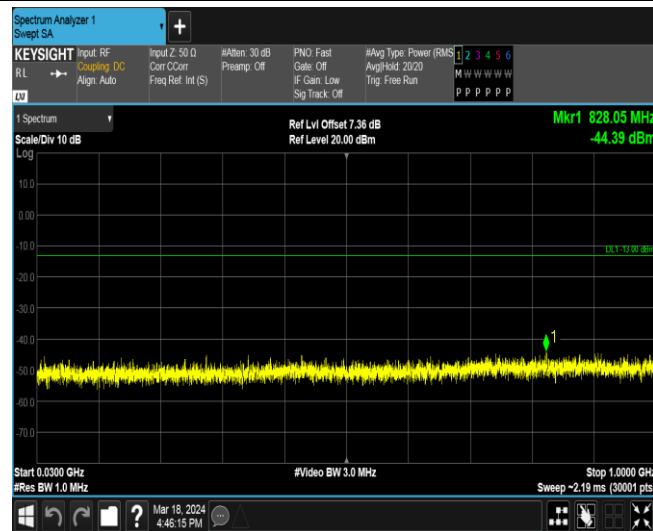 Spectrum Analyzer 1
Swept SA
+
KEYSIGHT
RL
LXI
Input: RF
Coupling: DC
Align: Auto
Input Z: 50 Ω
Corr CCorr
Freq Ref: Int (S)
#Atten: 30 dB
Preamp: Off
PNO: Fast
Gate: Off
IF Gain: Low
Sig Track: Off
#Avg Type: Power (RMS
Avg|Hold: 20/20
Trig: Free Run
1 2 3 4 5 6
M W W W W W
P P P P P P
1 Spectrum
Scale/Div 10 dB
Ref Lvl Offset 7.36 dB
Ref Level 20.00 dBm
Mkr1 828.05 MHz
-44.39 dBm
Log
10.0
0.00
-10.0
DL1 -13.00 dBm
-20.0
-30.0
-40.0
1
-50.0
-60.0
-70.0
Start 0.0300 GHz
#Video BW 3.0 MHz
Stop 1.0000 GHz
#Res BW 1.0 MHz
Sweep ~2.19 ms (30001 pts
?
Mar 18, 2024
4:46:15 PM